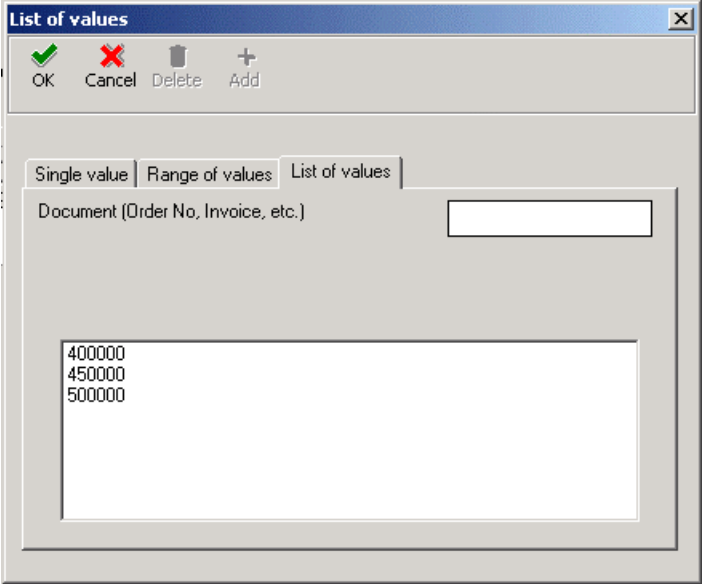 List of values
OK Cancel Delete Add
Single value Range of values List of values
Document (Order No, Invoice, etc.)
400000
450000
500000